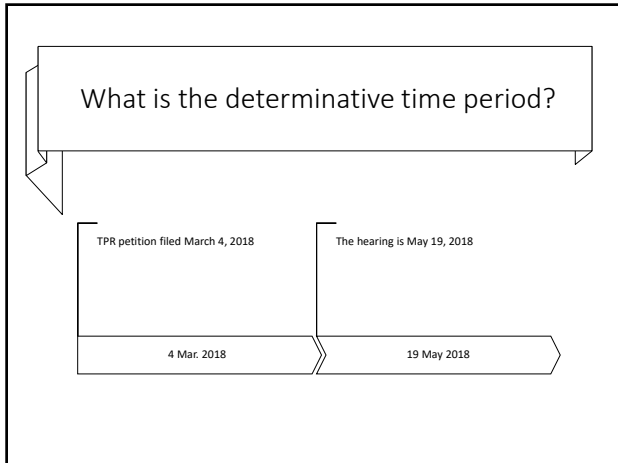 What is the determinative time period?
TPR petition filed March 4, 2018
The hearing is May 19, 2018
4 Mar. 2018
19 May 2018